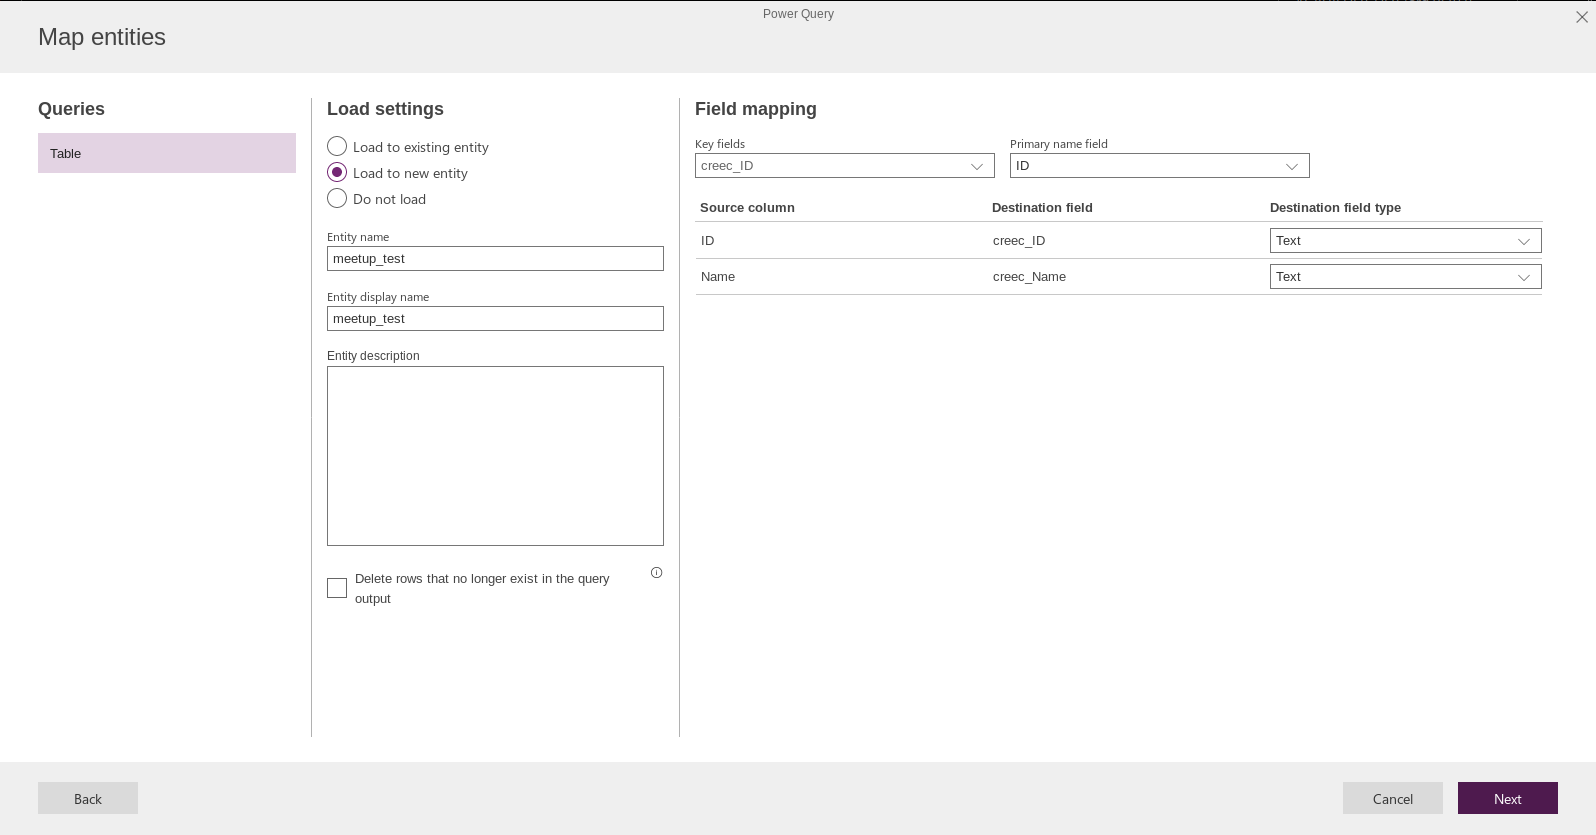 Power Query
Map entities
Queries
Table
Load settings
Load to existing entity
Load to new entity
Do not load
Entity name
meetup_test
Entity display name
meetup_test
Entity description
Delete rows that no longer exist in the query
output
Field mapping
Key fields
Primary name field
creec_ID
ID
Source column
Destination field
Destination field type
ID
creec_ID
Text
Name
creec_Name
Text
Back
Cancel
Next